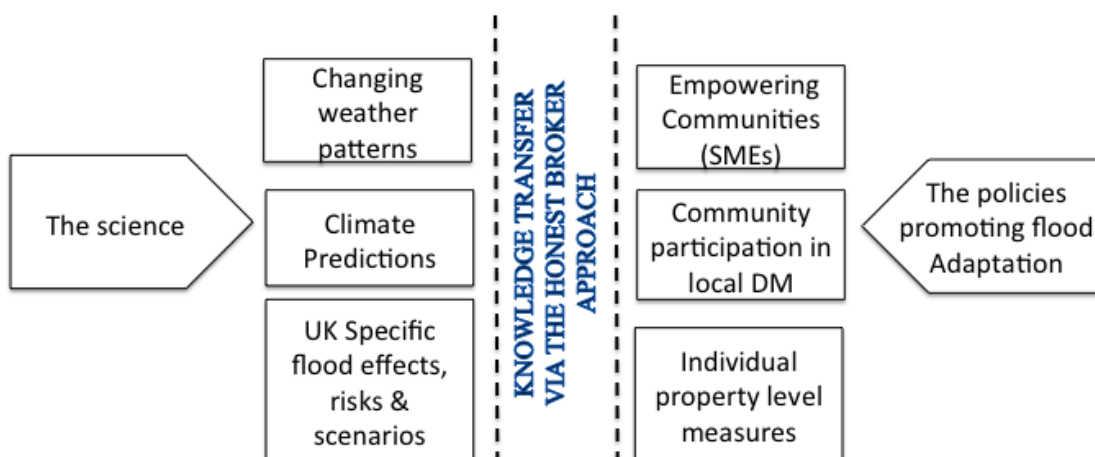 The science
Changing
weather
patterns
Climate
Predictions
UK Specific
flood effects,
risks &
scenarios
KNOWLEDGE TRANSFER
VIA THE HONEST BROKER
APPROACH
Empowering
Communities
(SMEs)
Community
participation in
local DM
Individual
property level
measures
The policies
promoting flood
Adaptation